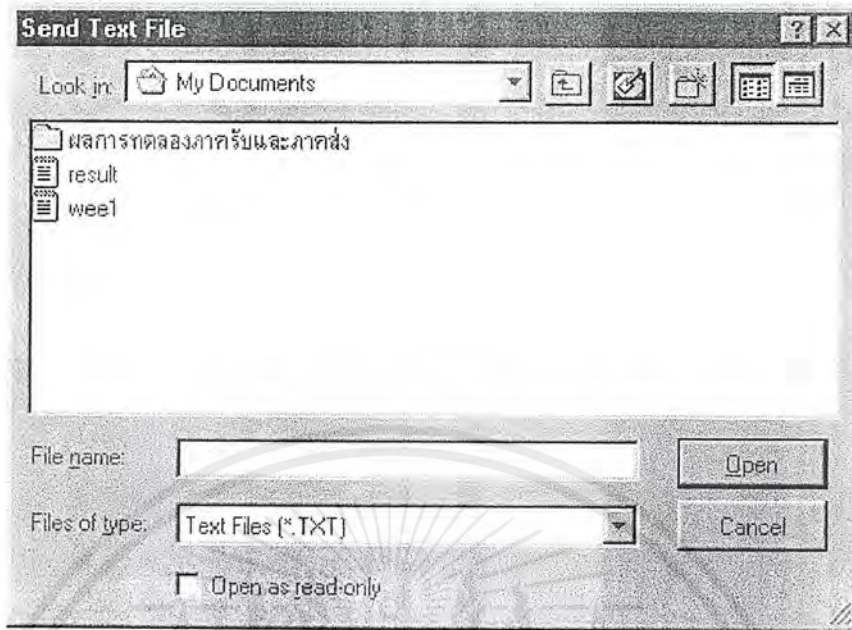 Send Text File
Look in: My Documents
ผลการทดลองภาครับและภาคส่ง
result
wee1
File name:
Open
Files of type: Text Files (*.TXT)
Cancel
Open as read-only